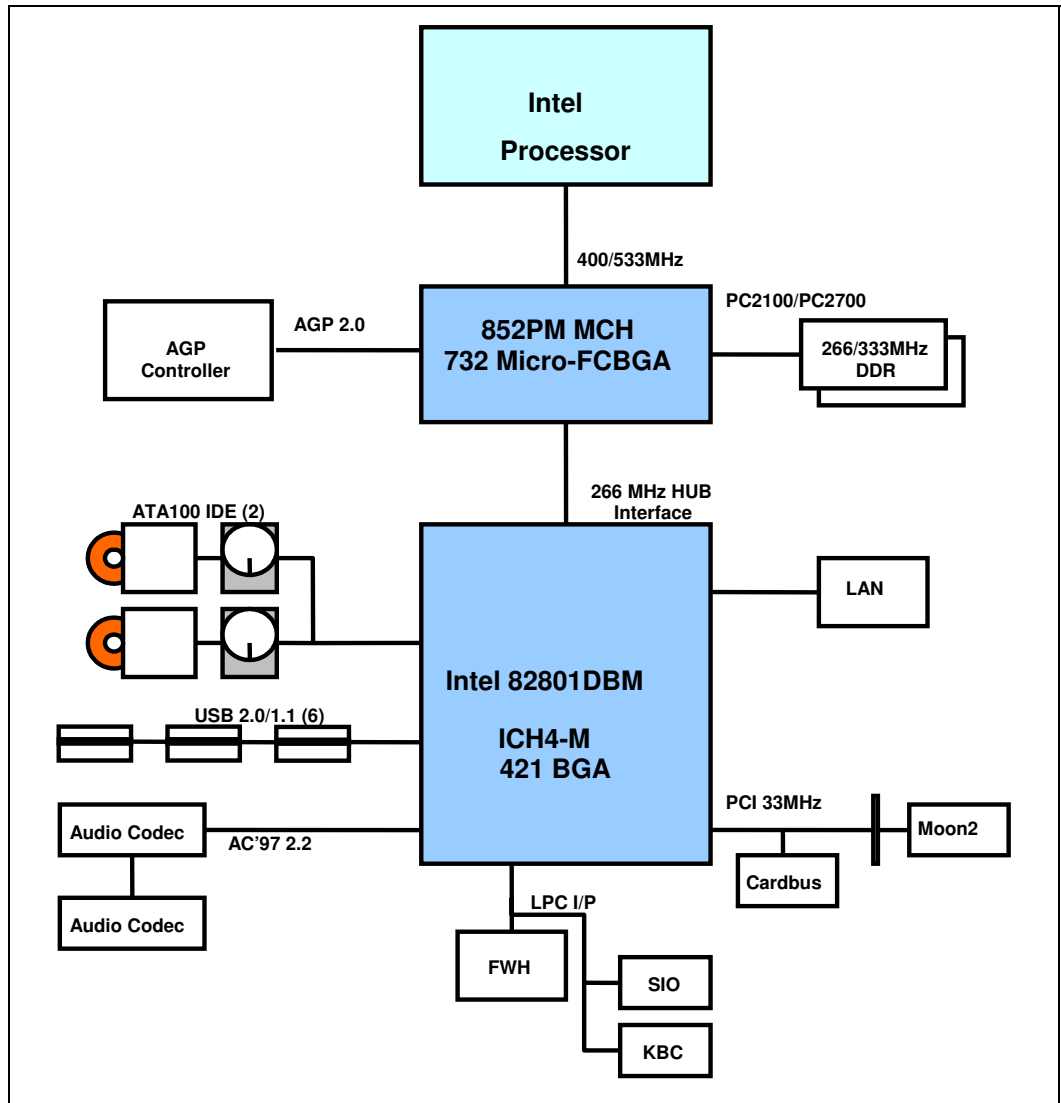 Intel
Processor
400/533MHz
PC2100/PC2700
AGP 2.0
852PM MCH
732 Micro-FCBGA
AGP
Controller
266/333MHz
DDR
266 MHz HUB
Interface
ATA100 IDE (2)
LAN
Intel 82801DBM
ICH4-M
421 BGA
USB 2.0/1.1 (6)
PCI 33MHz
Audio Codec
AC'97 2.2
Moon2
Cardbus
Audio Codec
LPC I/P
FWH
SIO
KBC